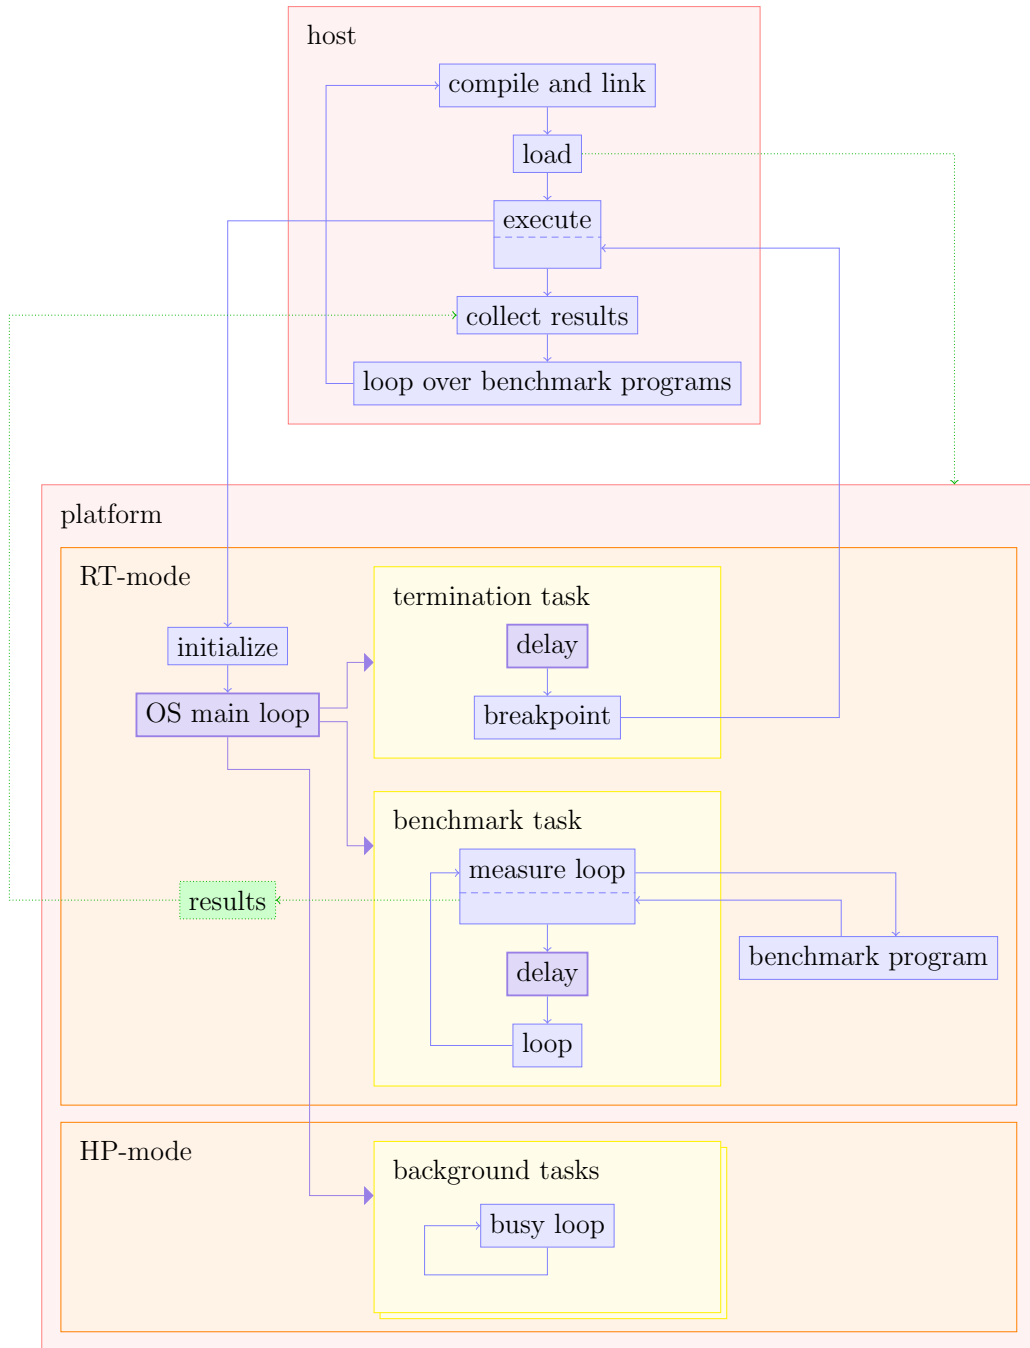 host
compile and link
load
execute
collect results
loop over benchmark programs
platform
RT-mode
termination task
initialize
delay
OS main loop
breakpoint
benchmark task
measure loop
results
benchmark program
delay
loop
HP-mode
background tasks
busy loop